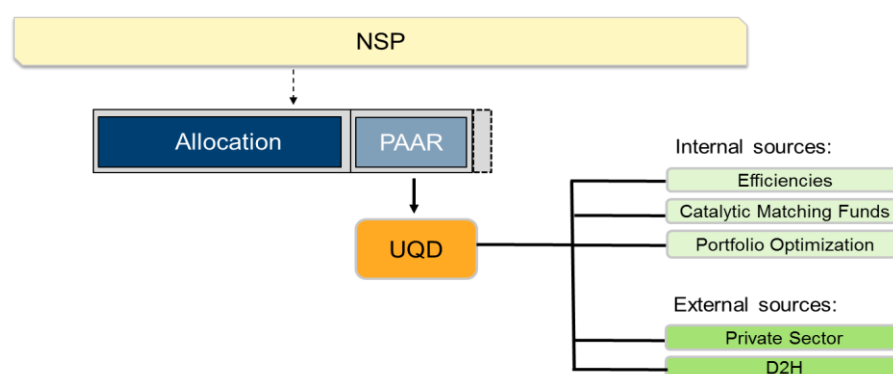 NSP
Allocation
PAAR
UQD
Internal sources:
Efficiencies
Catalytic Matching Funds
Portfolio Optimization
External sources:
Private Sector
D2H